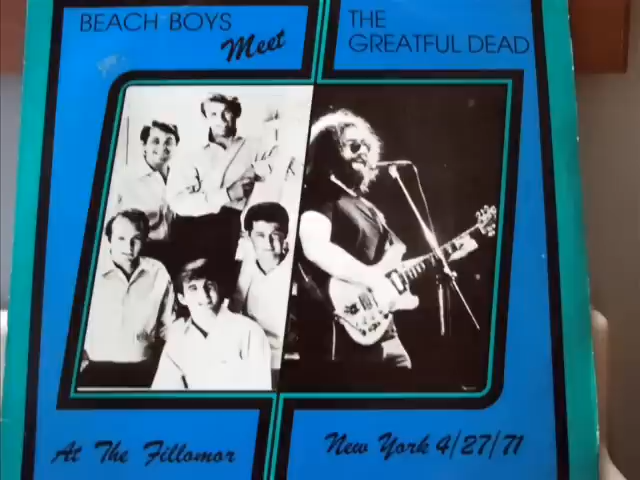 BEACH BOYS
Meet
THE
GREATFUL DEAD
At The Fillomor
New York 4/27/71